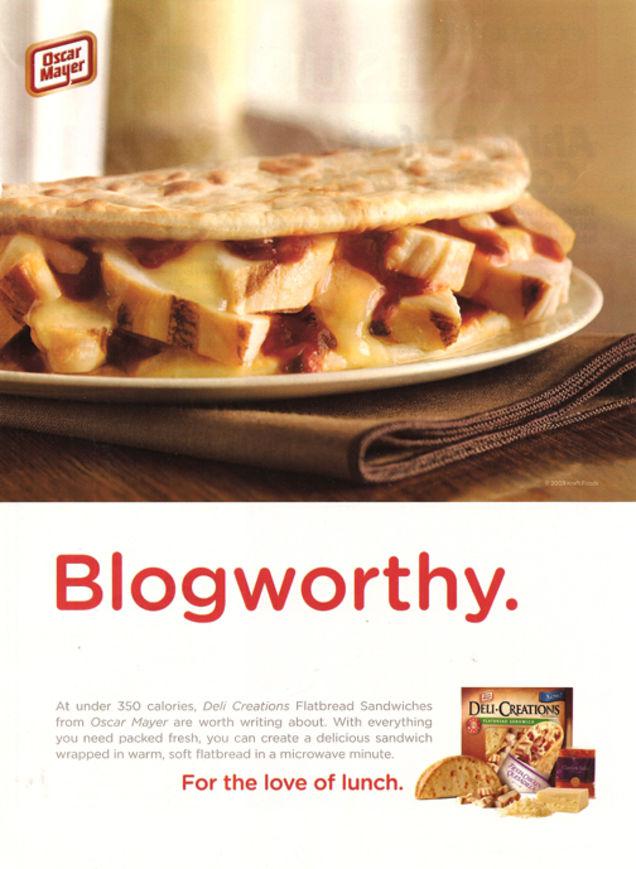 Oscar
Mayer
© 2009 Kraft Foods
Blogworthy.
At under 350 calories, Deli Creations Flatbread Sandwiches
from Oscar Mayer are worth writing about. With everything
you need packed fresh, you can create a delicious sandwich
wrapped in warm, soft flatbread in a microwave minute.
For the love of lunch.
DELI·CREATIONS
FLATBREAD SANDWICH